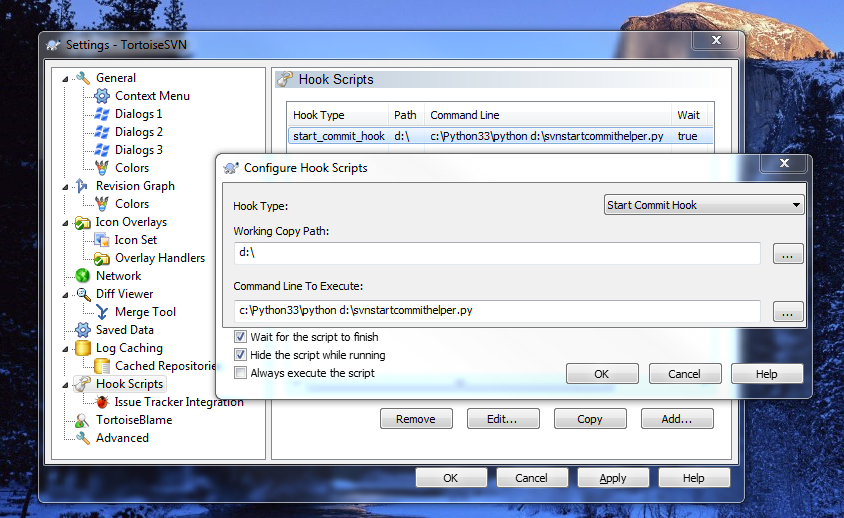 Settings - TortoiseSVN
General
Context Menu
Dialogs 1
Dialogs 2
Dialogs 3
Colors
Revision Graph
Colors
Icon Overlays
Icon Set
Overlay Handlers
Network
Diff Viewer
Merge Tool
Saved Data
Log Caching
Cached Repositorie
Hook Scripts
Issue Tracker Integration
TortoiseBlame
Advanced
Hook Scripts
Hook Type Path Command Line Wait
start_commit_hook d:\ c:\Python33\python d:\svnstartcommithelper.py true
Configure Hook Scripts
Hook Type: Start Commit Hook
Working Copy Path:
d:\ ...
Command Line To Execute:
c:\Python33\python d:\svnstartcommithelper.py ...
Wait for the script to finish
Hide the script while running
Always execute the script
OK Cancel Help
Remove Edit... Copy Add...
OK Cancel Apply Help